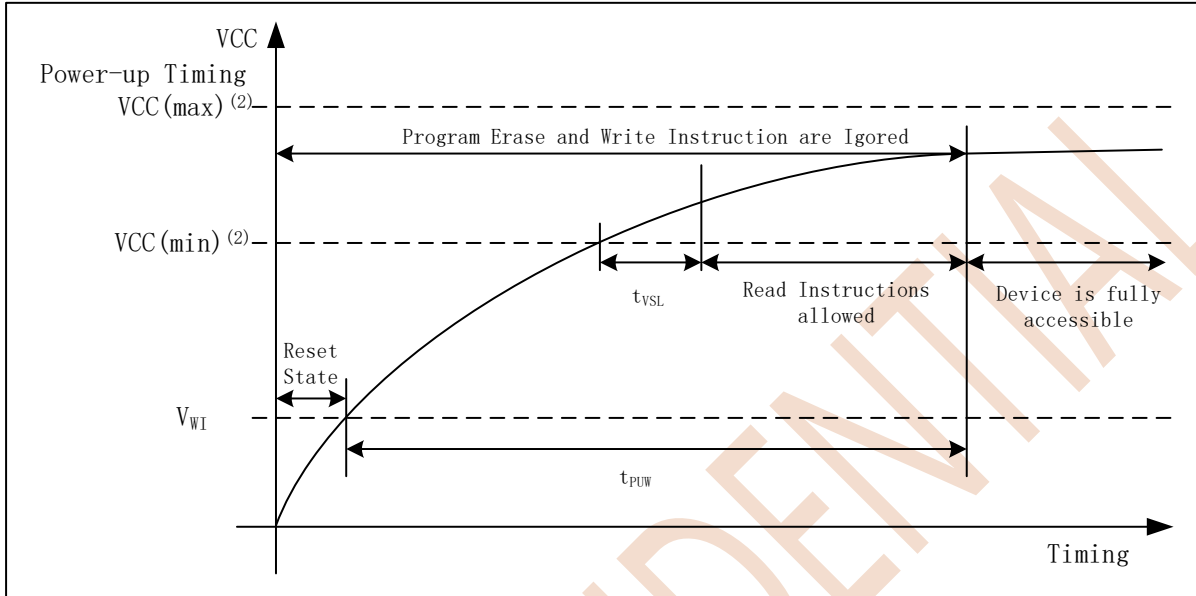 VCC
Power-up Timing
VCC(max)(2)
Program Erase and Write Instruction are Igored
VCC(min)(2)
tVSL
Read Instructions
allowed
Device is fully
accessible
Reset
State
VWI
tPUW
Timing